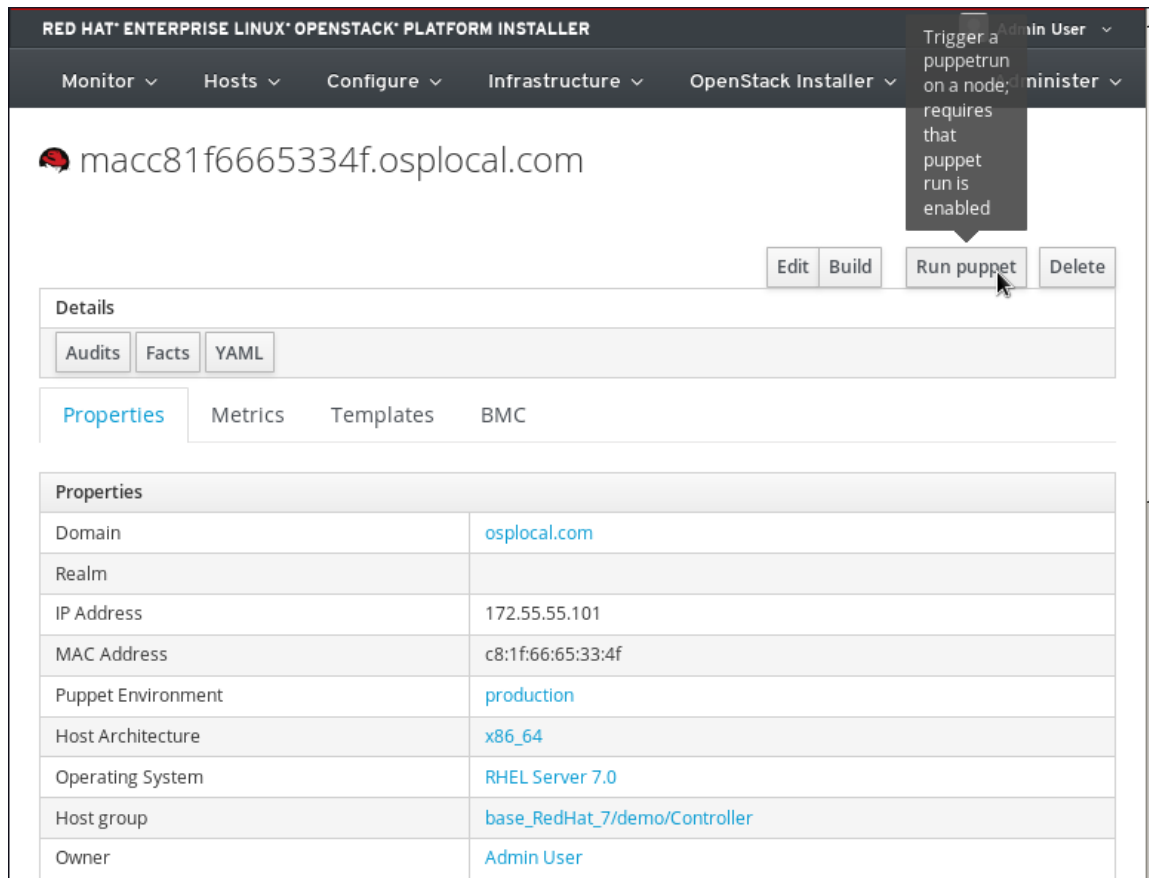 RED HAT® ENTERPRISE LINUX® OPENSTACK® PLATFORM INSTALLER
Admin User
Monitor Hosts Configure Infrastructure OpenStack Installer Administer
Trigger a
puppetrun
on a node;
requires
that
puppet
run is
enabled
macc81f6665334f.osplocal.com
Edit Build Run puppet Delete
Details
Audits Facts YAML
Properties Metrics Templates BMC
Properties
Domain osplocal.com
Realm
IP Address 172.55.55.101
MAC Address c8:1f:66:65:33:4f
Puppet Environment production
Host Architecture x86_64
Operating System RHEL Server 7.0
Host group base_RedHat_7/demo/Controller
Owner Admin User